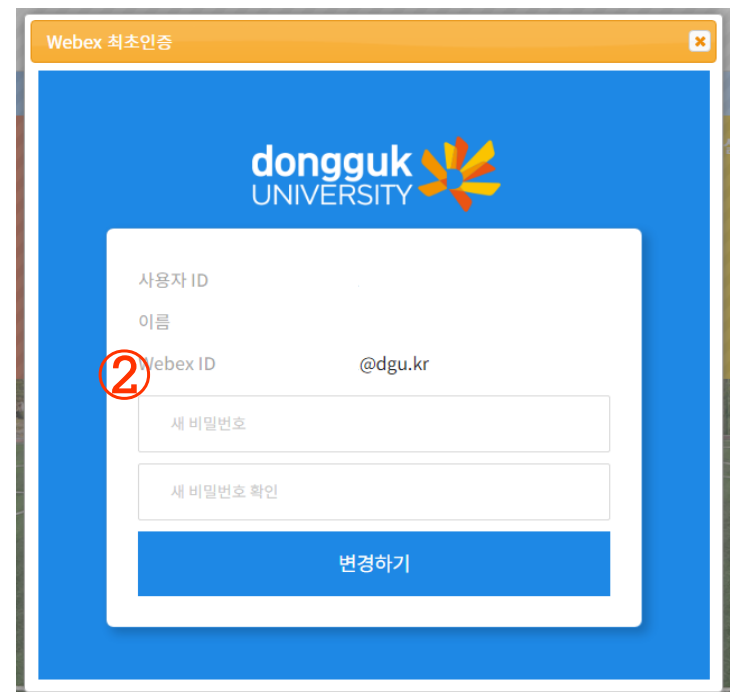 Webex 최초인증
dongguk
UNIVERSITY
사용자 ID
이름
② Webex ID @dgu.kr
새 비밀번호
새 비밀번호 확인
변경하기